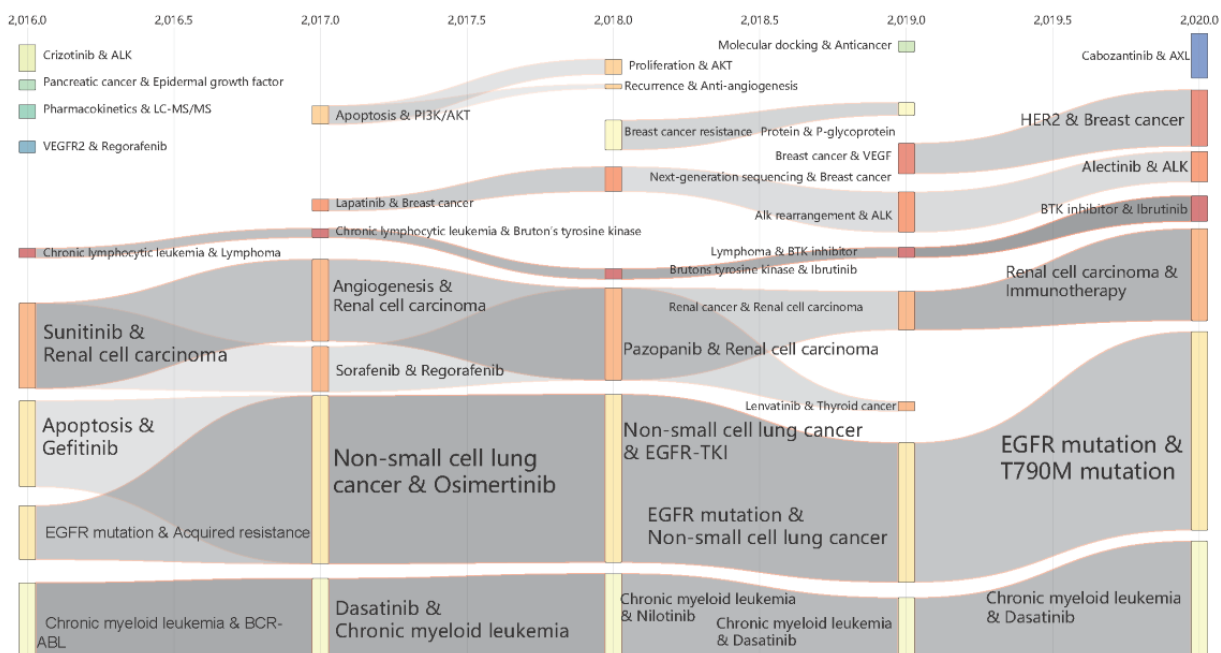 2,016.0 2,016.5 2,017.0 2,017.5 2,018.0 2,018.5 2,019.0 2,019.5 2,020.0
Crizotinib & ALK
Pancreatic cancer & Epidermal growth factor
Pharmacokinetics & LC-MS/MS
VEGFR2 & Regorafenib
Chronic lymphocytic leukemia & Lymphoma
Sunitinib &
Renal cell carcinoma
Apoptosis &
Gefitinib
EGFR mutation & Acquired resistance
Chronic myeloid leukemia & BCR-
ABL
Apoptosis & PI3K/AKT
Lapatinib & Breast cancer
Chronic lymphocytic leukemia & Bruton´s tyrosine kinase
Angiogenesis &
Renal cell carcinoma
Sorafenib & Regorafenib
Non-small cell lung
cancer & Osimertinib
Dasatinib &
Chronic myeloid leukemia
Proliferation & AKT
Recurrence & Anti-angiogenesis
Breast cancer resistance Protein & P-glycoprotein
Next-generation sequencing & Breast cancer
Brutons tyrosine kinase & Ibrutinib
Pazopanib & Renal cell carcinoma
Non-small cell lung cancer
& EGFR-TKI
Chronic myeloid leukemia
& Nilotinib
Molecular docking & Anticancer
Breast cancer & VEGF
Alk rearrangement & ALK
Lymphoma & BTK inhibitor
Renal cancer & Renal cell carcinoma
Lenvatinib & Thyroid cancer
EGFR mutation &
Non-small cell lung cancer
Chronic myeloid leukemia
& Dasatinib
Cabozantinib & AXL
HER2 & Breast cancer
Alectinib & ALK
BTK inhibitor & Ibrutinib
Renal cell carcinoma &
Immunotherapy
EGFR mutation &
T790M mutation
Chronic myeloid leukemia
& Dasatinib